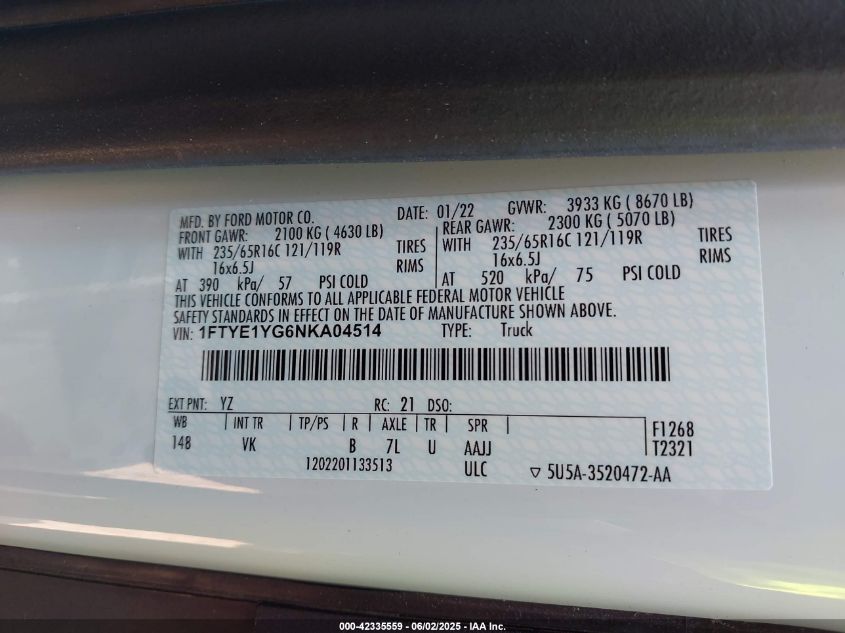 MFD. BY FORD MOTOR CO. DATE: 01/22 GVWR: 3933 KG ( 8670 LB)
FRONT GAWR: 2100 KG ( 4630 LB) REAR GAWR: 2300 KG ( 5070 LB)
WITH 235/65R16C 121/119R TIRES WITH 235/65R16C 121/119R TIRES
16x6.5J RIMS 16x6.5J RIMS
AT 390 kPa/ 57 PSI COLD AT 520 kPa/ 75 PSI COLD
THIS VEHICLE CONFORMS TO ALL APPLICABLE FEDERAL MOTOR VEHICLE
SAFETY STANDARDS IN EFFECT ON THE DATE OF MANUFACTURE SHOWN ABOVE.
VIN: 1FTYE1YG6NKA04514 TYPE: Truck
EXT PNT: YZ RC: 21 DSO:
WB INT TR TP/PS R AXLE TR SPR F1268
148 VK B 7L U AAJJ T2321
1202201133513 ULC ▽ 5U5A-3520472-AA
000-42335559 - 06/02/2025 - IAA Inc.